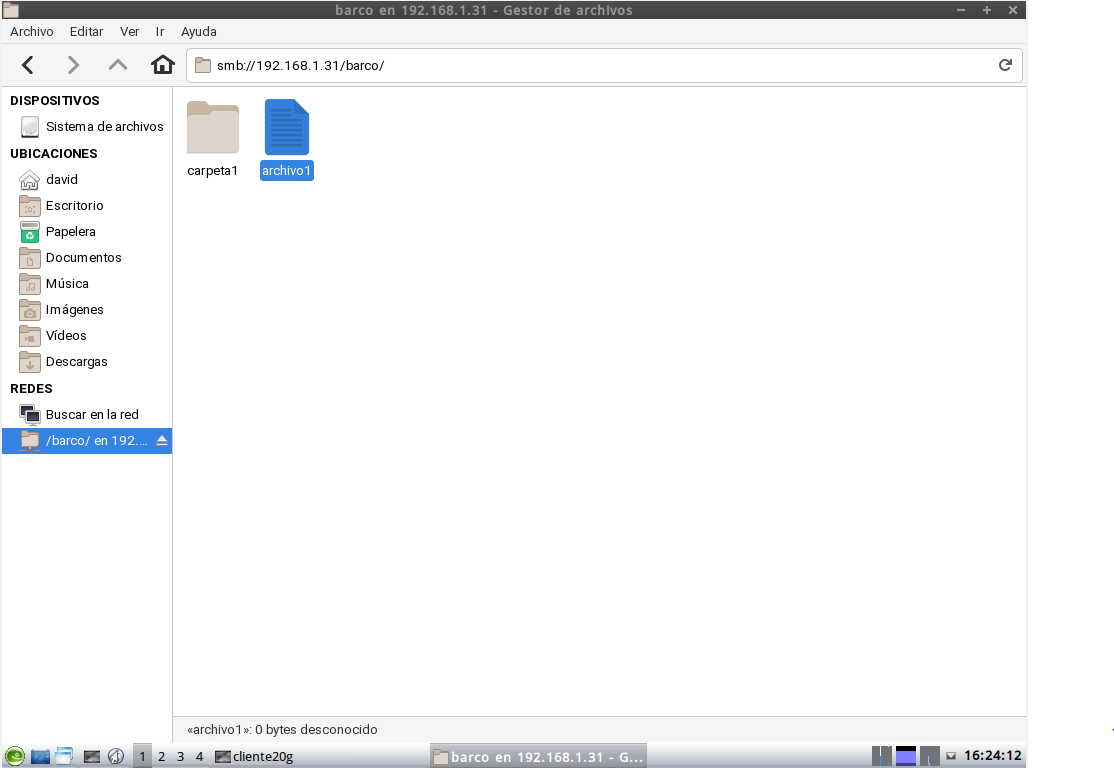 barco en 192.168.1.31 - Gestor de archivos
Archivo Editar Ver Ir Ayuda
smb://192.168.1.31/barco/
DISPOSITIVOS
Sistema de archivos
UBICACIONES
david
Escritorio
Papelera
Documentos
Música
Imágenes
Vídeos
Descargas
REDES
Buscar en la red
/barco/ en 192....
carpeta1 archivo1
«archivo1»: 0 bytes desconocido
1 2 3 4 cliente20g barco en 192.168.1.31 - G... 16:24:12